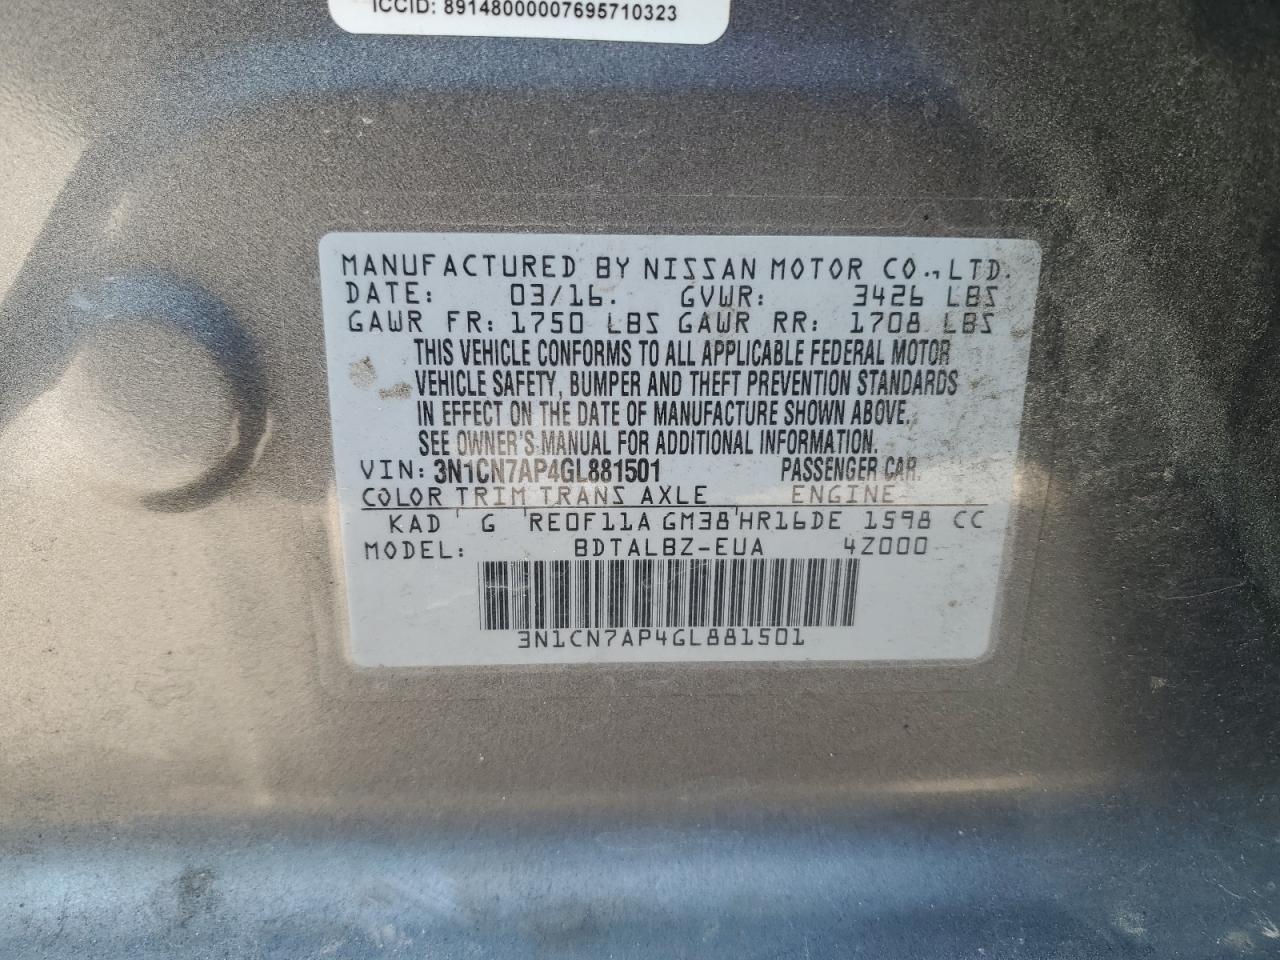 ICCID: 89148000007695710323
MANUFACTURED BY NISSAN MOTOR CO., LTD.
DATE: 03/16. GVWR: 3426 LBS
GAWR FR: 1750 LBS GAWR RR: 1708 LBS
THIS VEHICLE CONFORMS TO ALL APPLICABLE FEDERAL MOTOR
VEHICLE SAFETY, BUMPER AND THEFT PREVENTION STANDARDS
IN EFFECT ON THE DATE OF MANUFACTURE SHOWN ABOVE.
SEE OWNER'S MANUAL FOR ADDITIONAL INFORMATION.
VIN: 3N1CN7AP4GL881501 PASSENGER CAR.
COLOR TRIM TRANS AXLE ENGINE
KAD G RE0F11A GM38 HR16DE 1598 CC
MODEL: BDTALBZ-EUA 4Z000
3N1CN7AP4GL881501